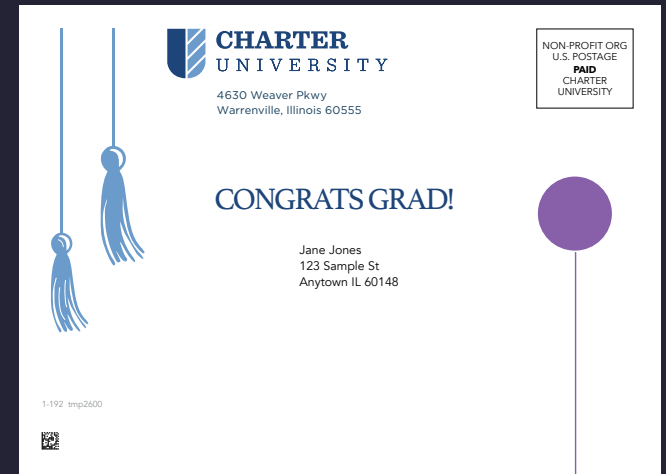 CHARTER
UNIVERSITY
4630 Weaver Pkwy
Warrenville, Illinois 60555
NON-PROFIT ORG
U.S. POSTAGE
PAID
CHARTER
UNIVERSITY
CONGRATS GRAD!
Jane Jones
123 Sample St
Anytown IL 60148
1-192 tmp2600